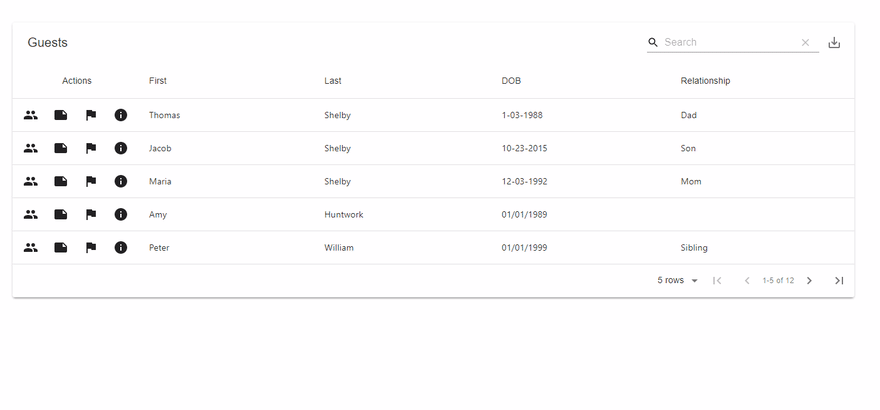 Guests
Search
Actions First Last DOB Relationship
Thomas Shelby 1-03-1988 Dad
Jacob Shelby 10-23-2015 Son
Maria Shelby 12-03-1992 Mom
Amy Huntwork 01/01/1989
Peter William 01/01/1999 Sibling
5 rows 1-5 of 12